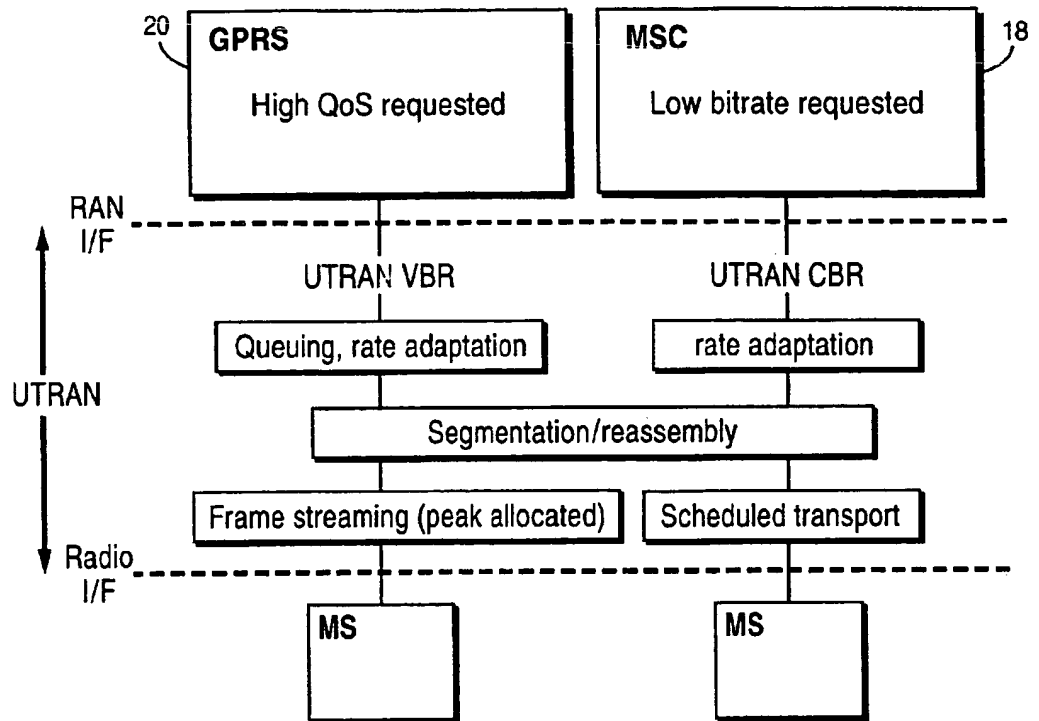 20
GPRS
High QoS requested
MSC
18
Low bitrate requested
RAN
I/F
UTRAN VBR
UTRAN CBR
Queuing, rate adaptation
rate adaptation
UTRAN
Segmentation/reassembly
Frame streaming (peak allocated)
Scheduled transport
Radio
I/F
MS
MS